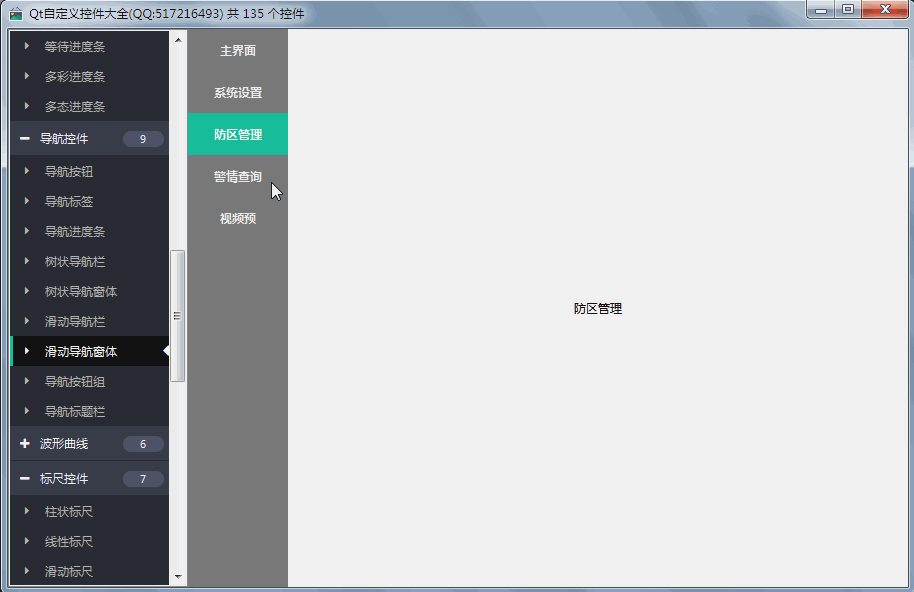 Qt自定义控件大全(QQ:517216493) 共 135 个控件
等待进度条
多彩进度条
多态进度条
导航控件 9
导航按钮
导航标签
导航进度条
树状导航栏
树状导航窗体
滑动导航栏
滑动导航窗体
导航按钮组
导航标题栏
波形曲线 6
标尺控件 7
柱状标尺
线性标尺
滑动标尺
主界面
系统设置
防区管理
警情查询
视频预
防区管理